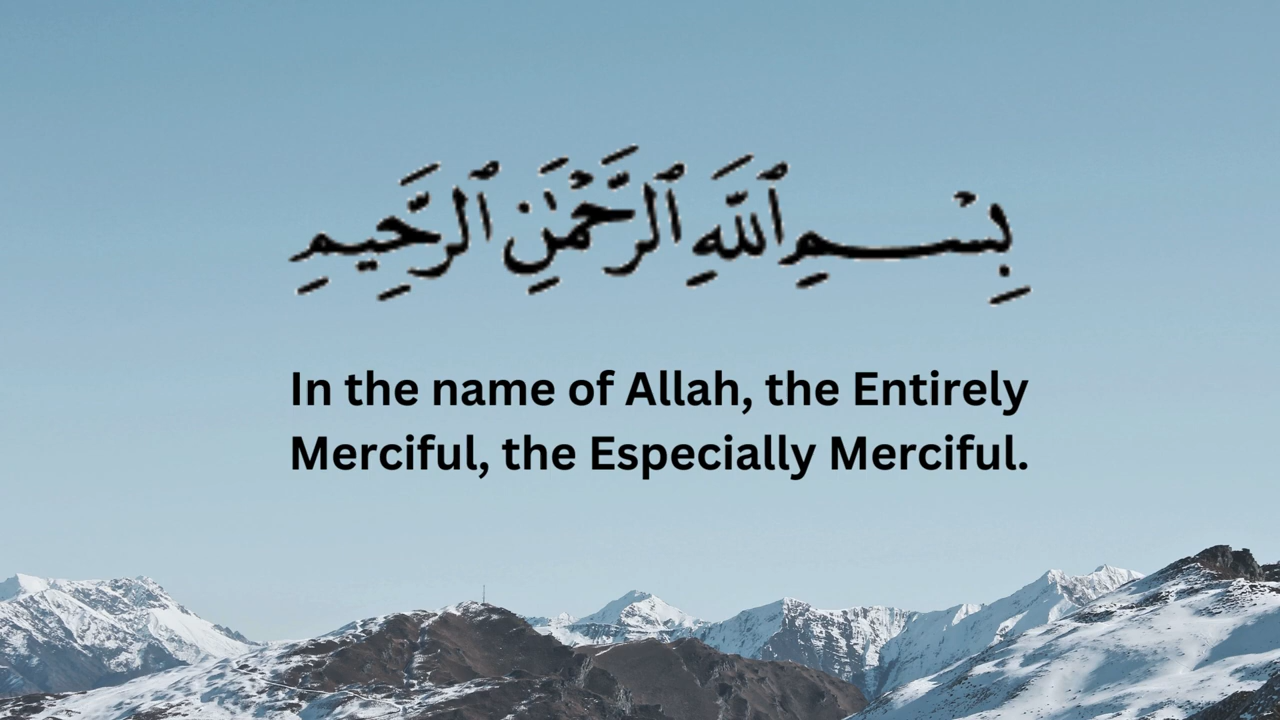 بِسْمِ ٱللَّهِ ٱلرَّحْمَٰنِ ٱلرَّحِيمِ
In the name of Allah, the Entirely
Merciful, the Especially Merciful.